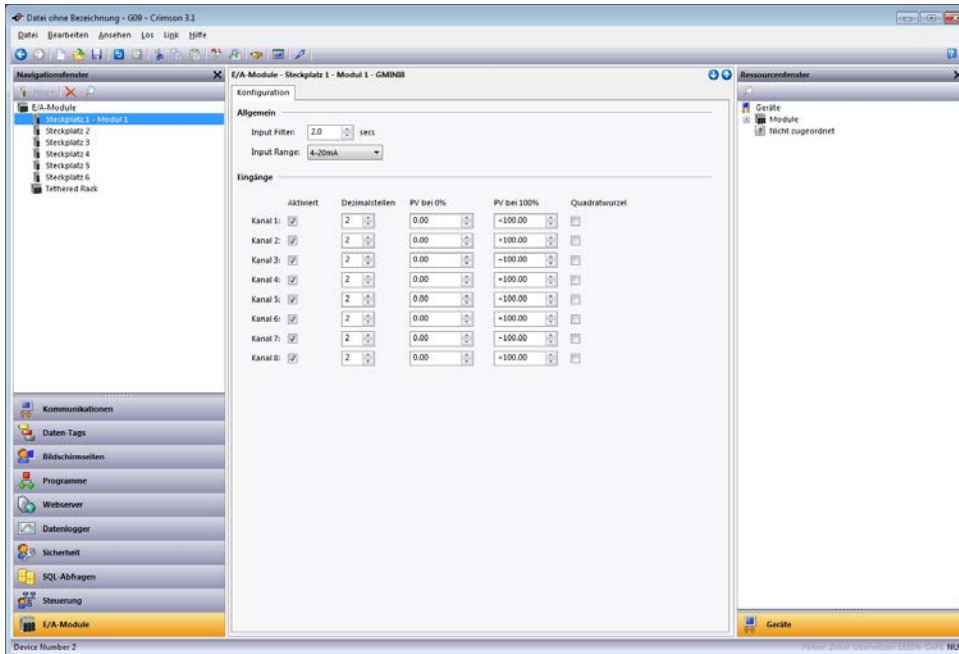 Datei ohne Bezeichnung - G09 - Crimson 3.1
Datei Bearbeiten Ansehen Los Link Hilfe
Navigationsfenster
E/A-Module
Steckplatz 1 - Modul 1
Steckplatz 2
Steckplatz 3
Steckplatz 4
Steckplatz 5
Steckplatz 6
Tethered Rack
Kommunikationen
Daten-Tags
Bildschirmseiten
Programme
Webserver
Datenlogger
Sicherheit
SQL-Abfragen
Steuerung
E/A-Module
E/A-Module - Steckplatz 1 - Modul 1 - GMIN08
Konfiguration
Allgemein
Input Filter: 2.0 secs
Input Range: 4-20mA
Eingänge
Aktiviert Dezimalstellen PV bei 0% PV bei 100% Quadratwurzel
Kanal 1: 2 0.00 +100.00
Kanal 2: 2 0.00 +100.00
Kanal 3: 2 0.00 +100.00
Kanal 4: 2 0.00 +100.00
Kanal 5: 2 0.00 +100.00
Kanal 6: 2 0.00 +100.00
Kanal 7: 2 0.00 +100.00
Kanal 8: 2 0.00 +100.00
Ressourcenfenster
Geräte
Module
Nicht zugeordnet
Geräte
Device Number 2
CAPS NU